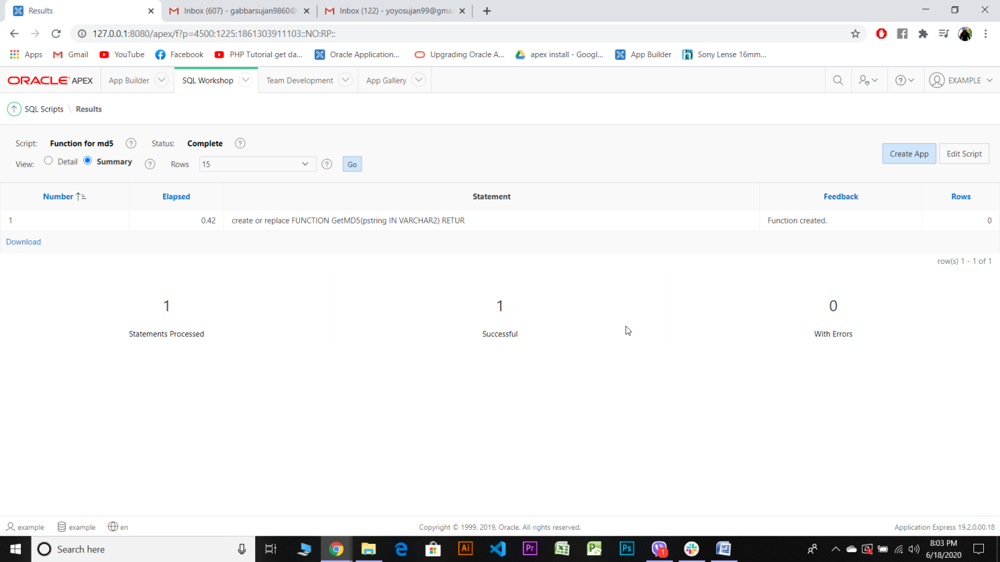 Results
Inbox (607) - gabbarsujan9860@
Inbox (122) - yoyosujan99@gmai
127.0.0.1:8080/apex/f?p=4500:1225:1861303911103::NO:RP::
Apps
Gmail
YouTube
Facebook
PHP Tutorial get da...
Oracle Application...
Upgrading Oracle A...
apex install - Googl...
App Builder
Sony Lense 16mm...
ORACLE APEX
App Builder
SQL Workshop
Team Development
App Gallery
EXAMPLE
SQL Scripts \ Results
Script: Function for md5 Status: Complete
View: Detail Summary Rows 15 Go
Create App
Edit Script
Number Elapsed Statement Feedback Rows
1 0.42 create or replace FUNCTION GetMD5(pstring IN VARCHAR2) RETUR Function created. 0
Download
row(s) 1 - 1 of 1
1 1 0
Statements Processed Successful With Errors
example example en
Copyright © 1999, 2019, Oracle. All rights reserved.
Application Express 19.2.0.00.18
Search here
Ai
Pr
Ps
1
8:03 PM
6/18/2020